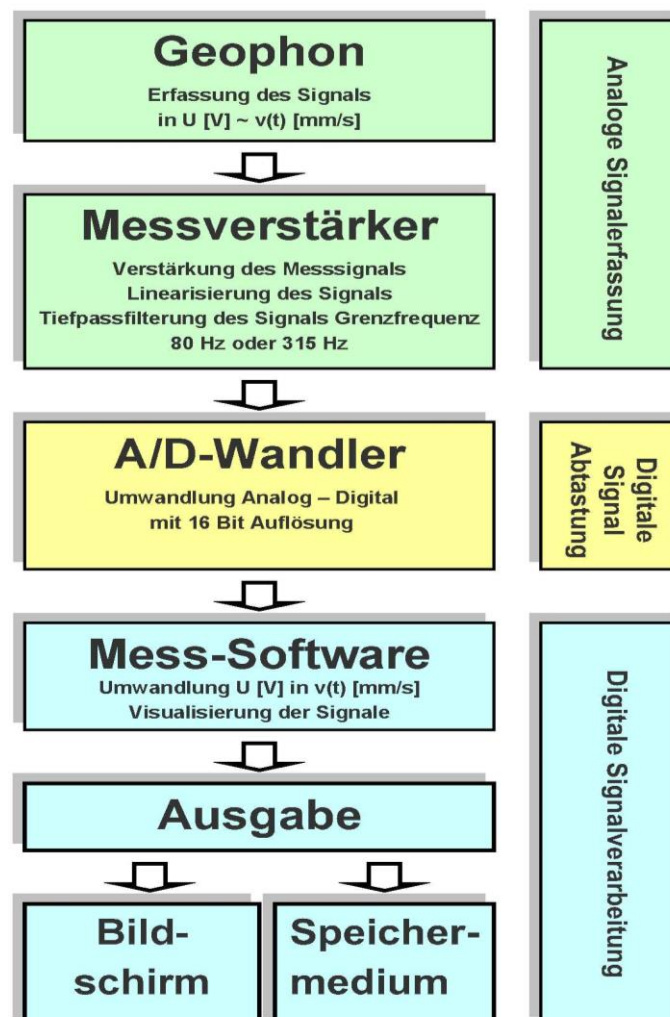 Geophon
Erfassung des Signals
in U [V] ~ v(t) [mm/s]
Messverstärker
Verstärkung des Messsignals
Linearisierung des Signals
Tiefpassfilterung des Signals Grenzfrequenz
80 Hz oder 315 Hz
Analoge Signalerfassung
A/D-Wandler
Umwandlung Analog – Digital
mit 16 Bit Auflösung
Digitale
Signal
Abtastung
Mess-Software
Umwandlung U [V] in v(t) [mm/s]
Visualisierung der Signale
Ausgabe
Bild-
schirm
Speicher-
medium
Digitale Signalverarbeitung